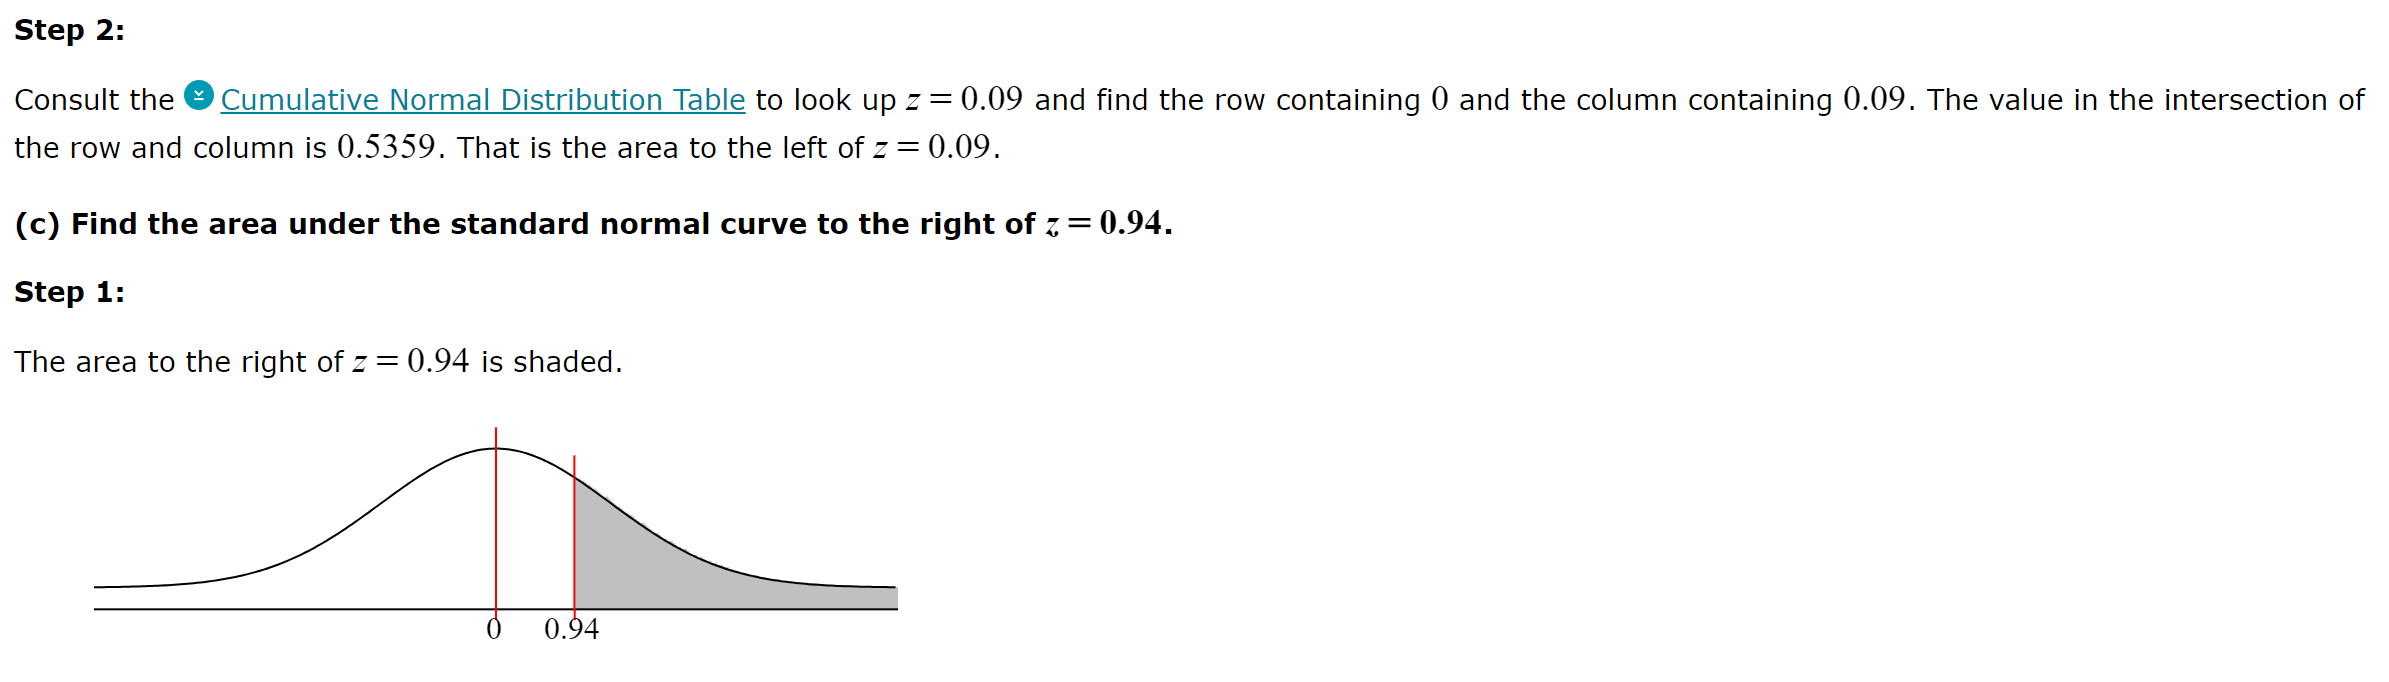 Step 2:
Consult the Cumulative Normal Distribution Table to look up z = 0.09 and find the row containing 0 and the column containing 0.09. The value in the intersection of
the row and column is 0.5359. That is the area to the left of z = 0.09.
(c) Find the area under the standard normal curve to the right of z = 0.94.
Step 1:
The area to the right of z = 0.94 is shaded.
0 0.94